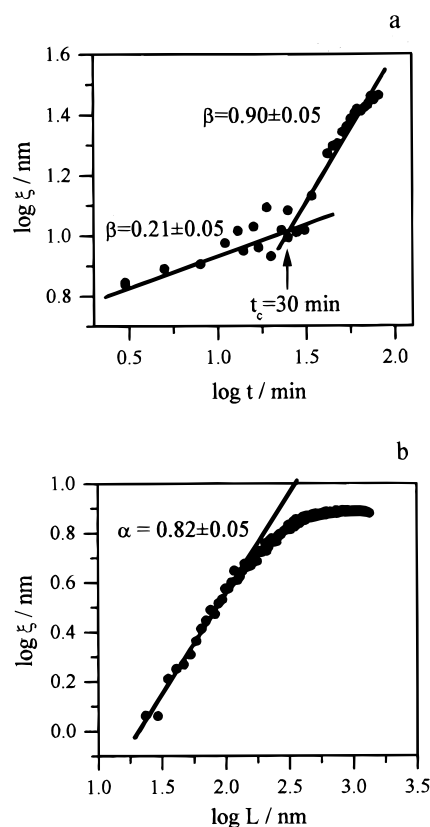 a
1.6
1.4
1.2
1.0
0.8
log ξ / nm
β=0.90±0.05
β=0.21±0.05
t_c=30 min
0.5 1.0 1.5 2.0
log t / min
b
1.0
0.8
0.6
0.4
0.2
0.0
log ξ / nm
α = 0.82±0.05
1.0 1.5 2.0 2.5 3.0 3.5
log L / nm